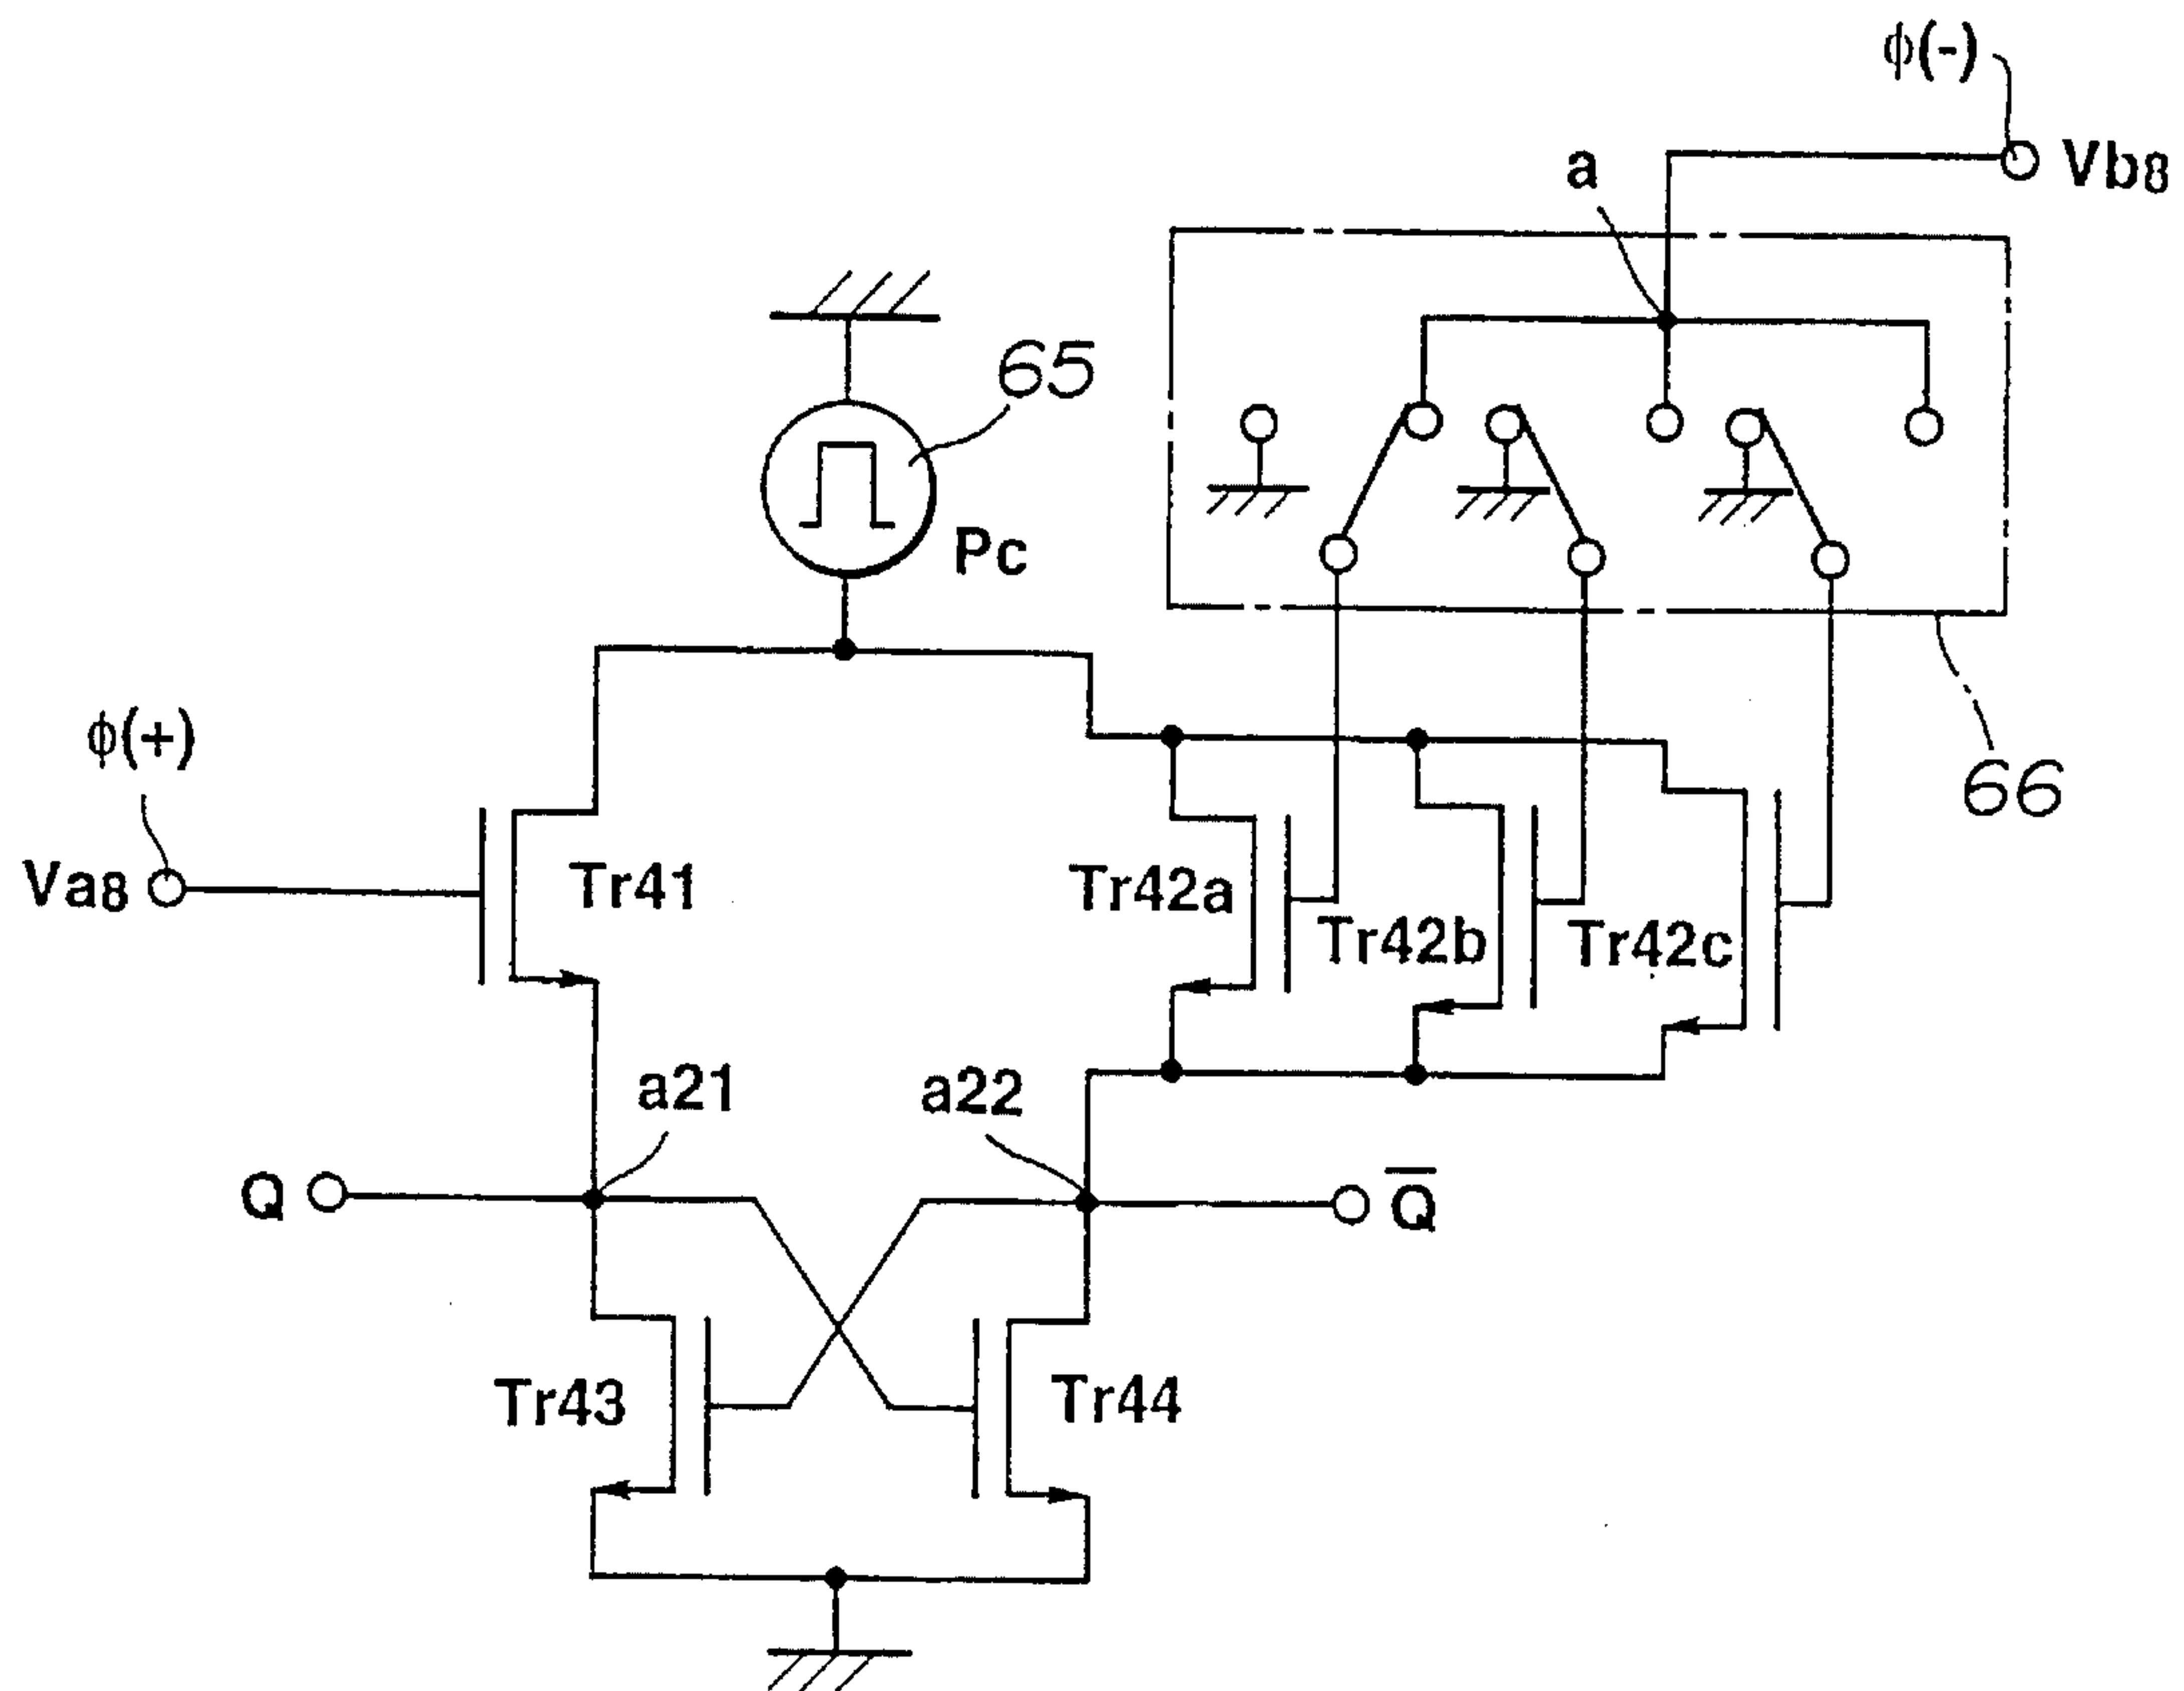 ϕ(-)
a
Vb8
65
Pc
ϕ(+)
66
Va8
Tr41
Tr42a
Tr42b
Tr42c
a21
a22
Q
Q̅
Tr43
Tr44